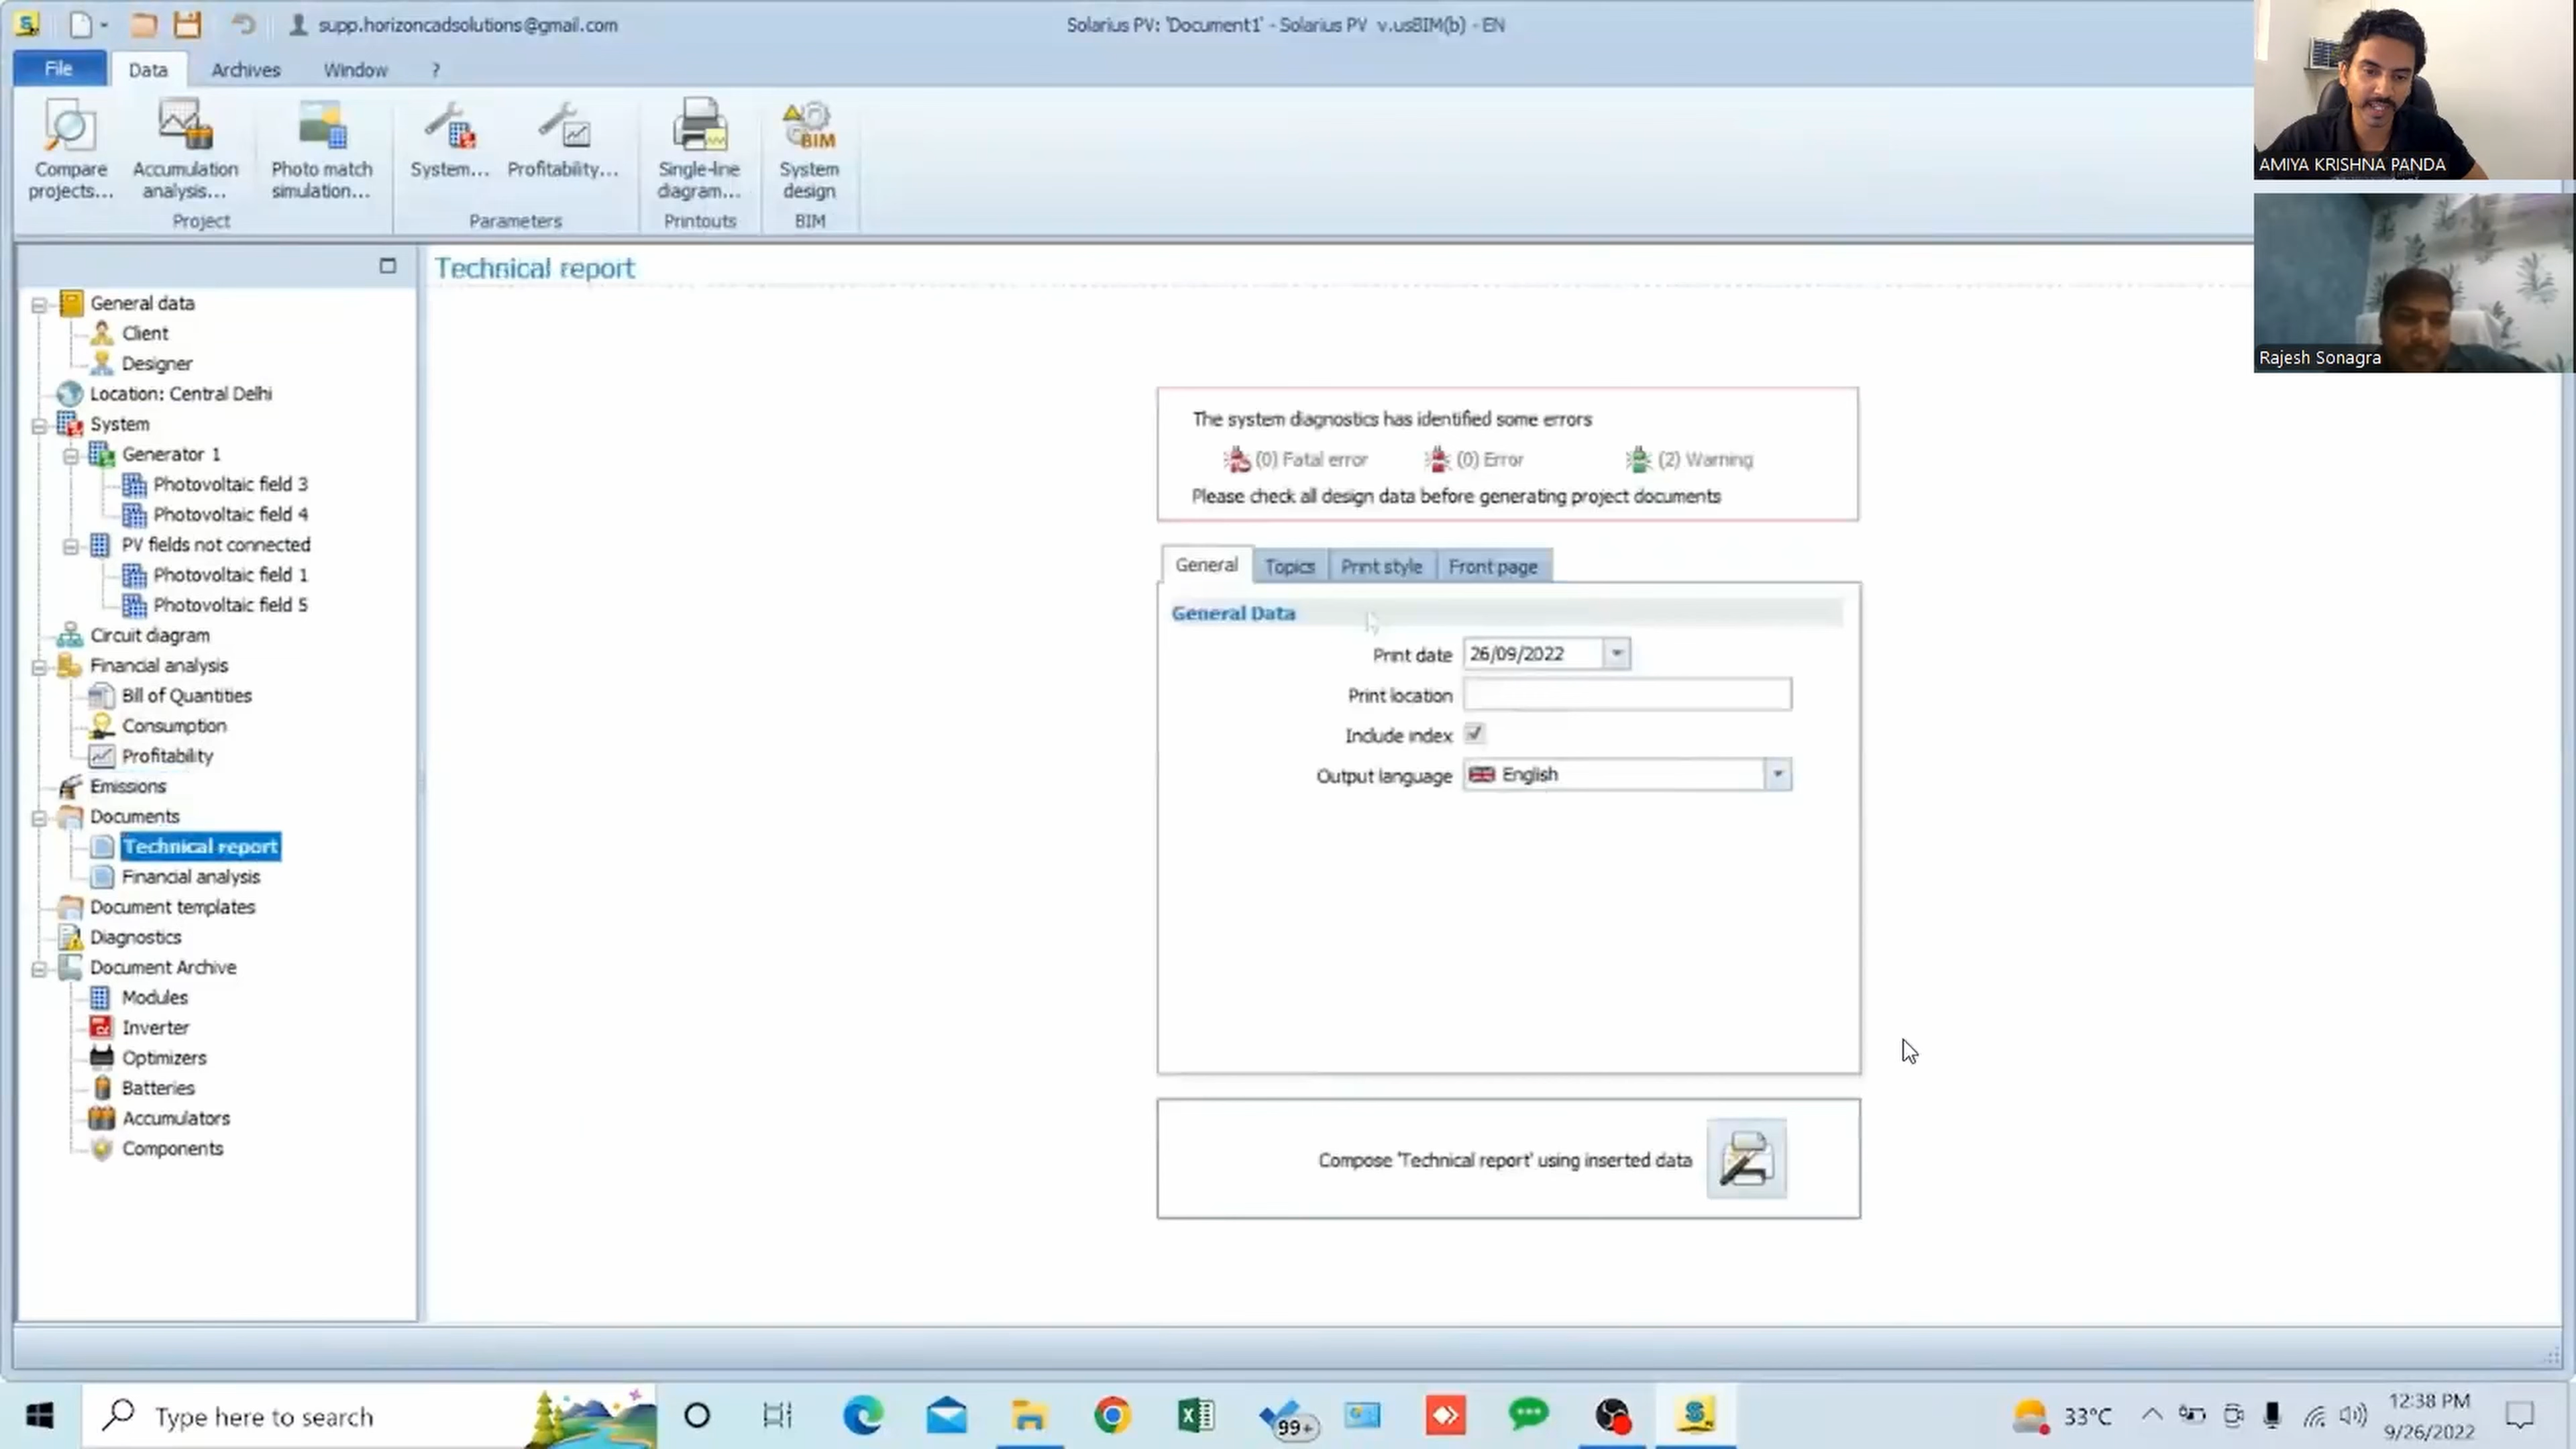 supp.horizoncadsolutions@gmail.com
Solarius PV: 'Document1' - Solarius PV v.usBIM(b) - EN
File
Data
Archives
Window
?
Compare projects...
Accumulation analysis...
Photo match simulation...
System...
Profitability...
Single-line diagram...
BIM
System design
Project
Parameters
Printouts
BIM
AMIYA KRISHNA PANDA
Rajesh Sonagra
General data
Client
Designer
Location: Central Delhi
System
Generator 1
Photovoltaic field 3
Photovoltaic field 4
PV fields not connected
Photovoltaic field 1
Photovoltaic field 5
Circuit diagram
Financial analysis
Bill of Quantities
Consumption
Profitability
Emissions
Documents
Technical report
Financial analysis
Document templates
Diagnostics
Document Archive
Modules
Inverter
Optimizers
Batteries
Accumulators
Components
Technical report
The system diagnostics has identified some errors
(0) Fatal error
(0) Error
(2) Warning
Please check all design data before generating project documents
General
Topics
Print style
Front page
General Data
Print date
26/09/2022
Print location
Include index
Output language
English
Compose 'Technical report' using inserted data
Type here to search
99+
33°C
12:38 PM
9/26/2022